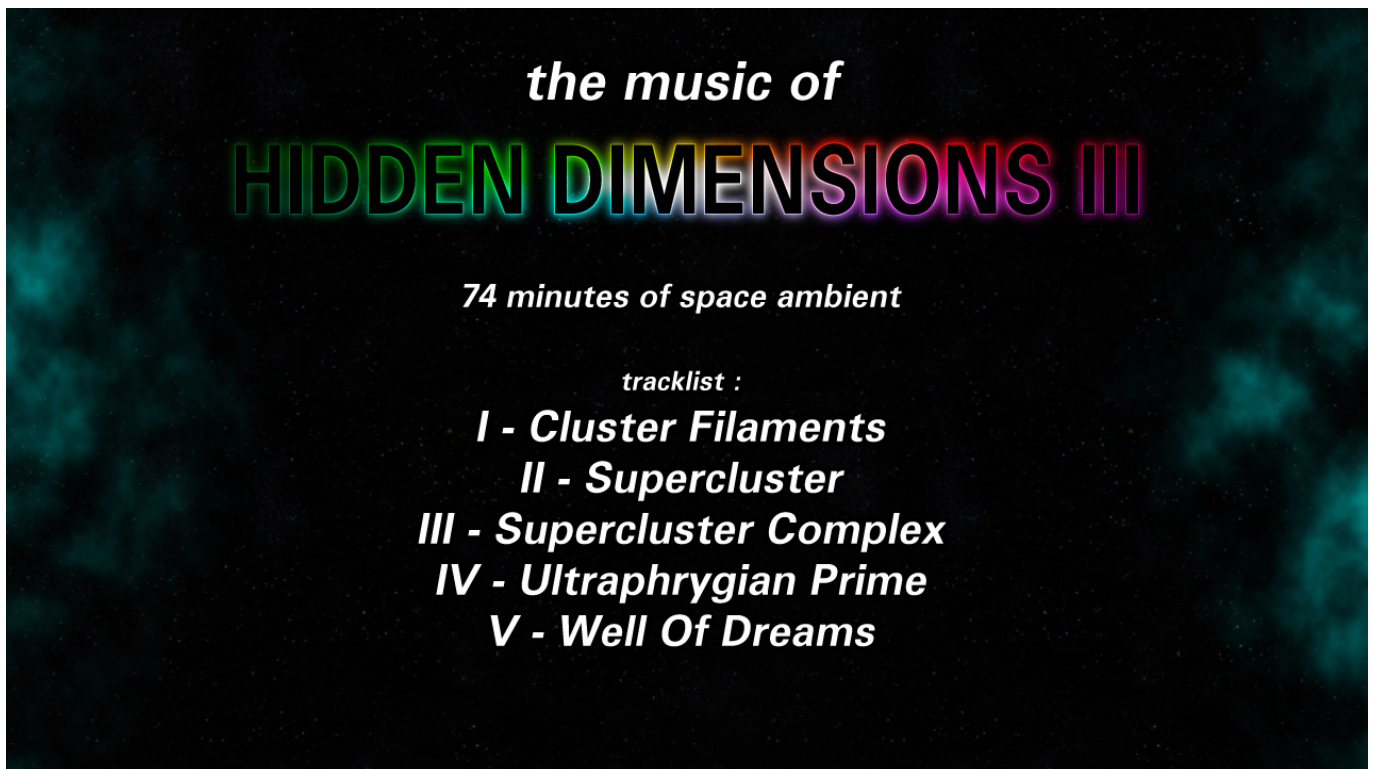 the music of
HIDDEN DIMENSIONS III
74 minutes of space ambient
tracklist :
I - Cluster Filaments
II - Supercluster
III - Supercluster Complex
IV - Ultraphrygian Prime
V - Well Of Dreams